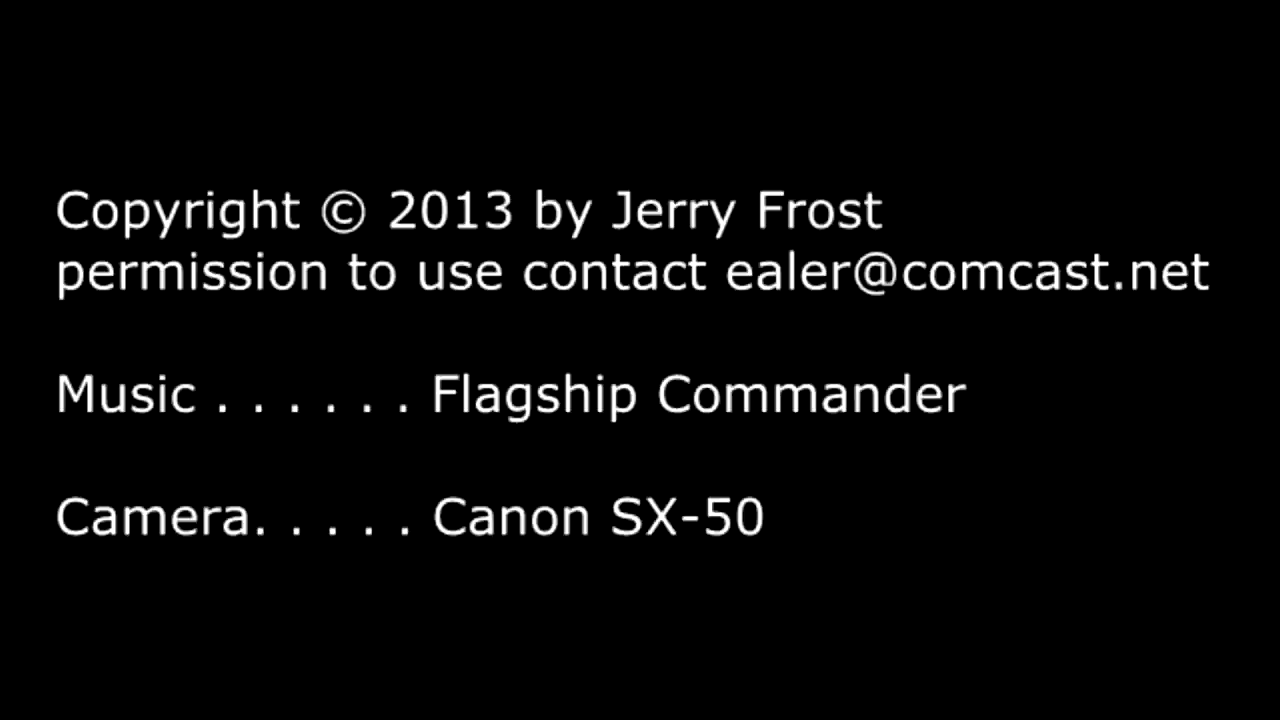 Copyright © 2013 by Jerry Frost
permission to use contact ealer@comcast.net
Music . . . . . . Flagship Commander
Camera. . . . . Canon SX-50